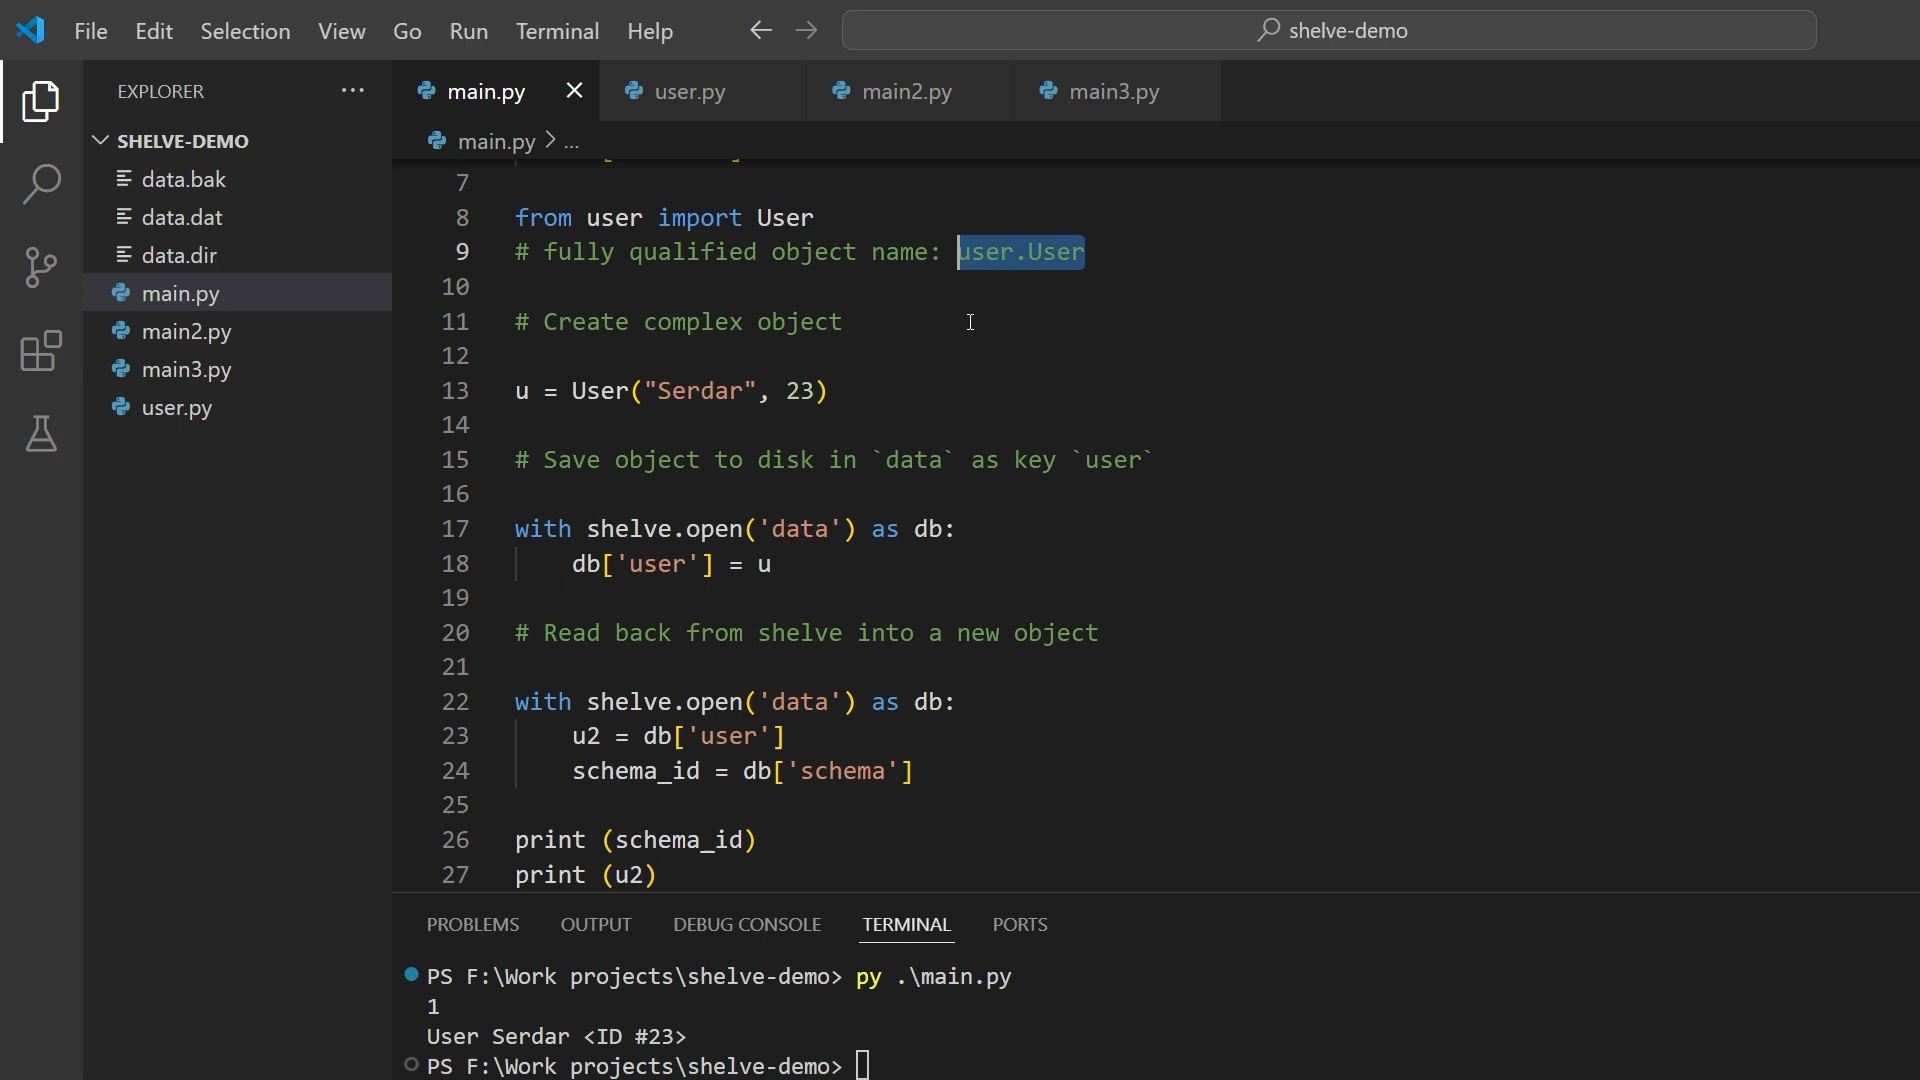 File Edit Selection View Go Run Terminal Help
shelve-demo
EXPLORER ...
main.py
user.py
main2.py
main3.py
SHELVE-DEMO
data.bak
data.dat
data.dir
main.py
main2.py
main3.py
user.py
main.py > ...
7
8 from user import User
9 # fully qualified object name: user.User
10
11 # Create complex object
12
13 u = User("Serdar", 23)
14
15 # Save object to disk in `data` as key `user`
16
17 with shelve.open('data') as db:
18     db['user'] = u
19
20 # Read back from shelve into a new object
21
22 with shelve.open('data') as db:
23     u2 = db['user']
24     schema_id = db['schema']
25
26 print (schema_id)
27 print (u2)
PROBLEMS OUTPUT DEBUG CONSOLE TERMINAL PORTS
PS F:\Work projects\shelve-demo> py .\main.py
1
User Serdar <ID #23>
PS F:\Work projects\shelve-demo>